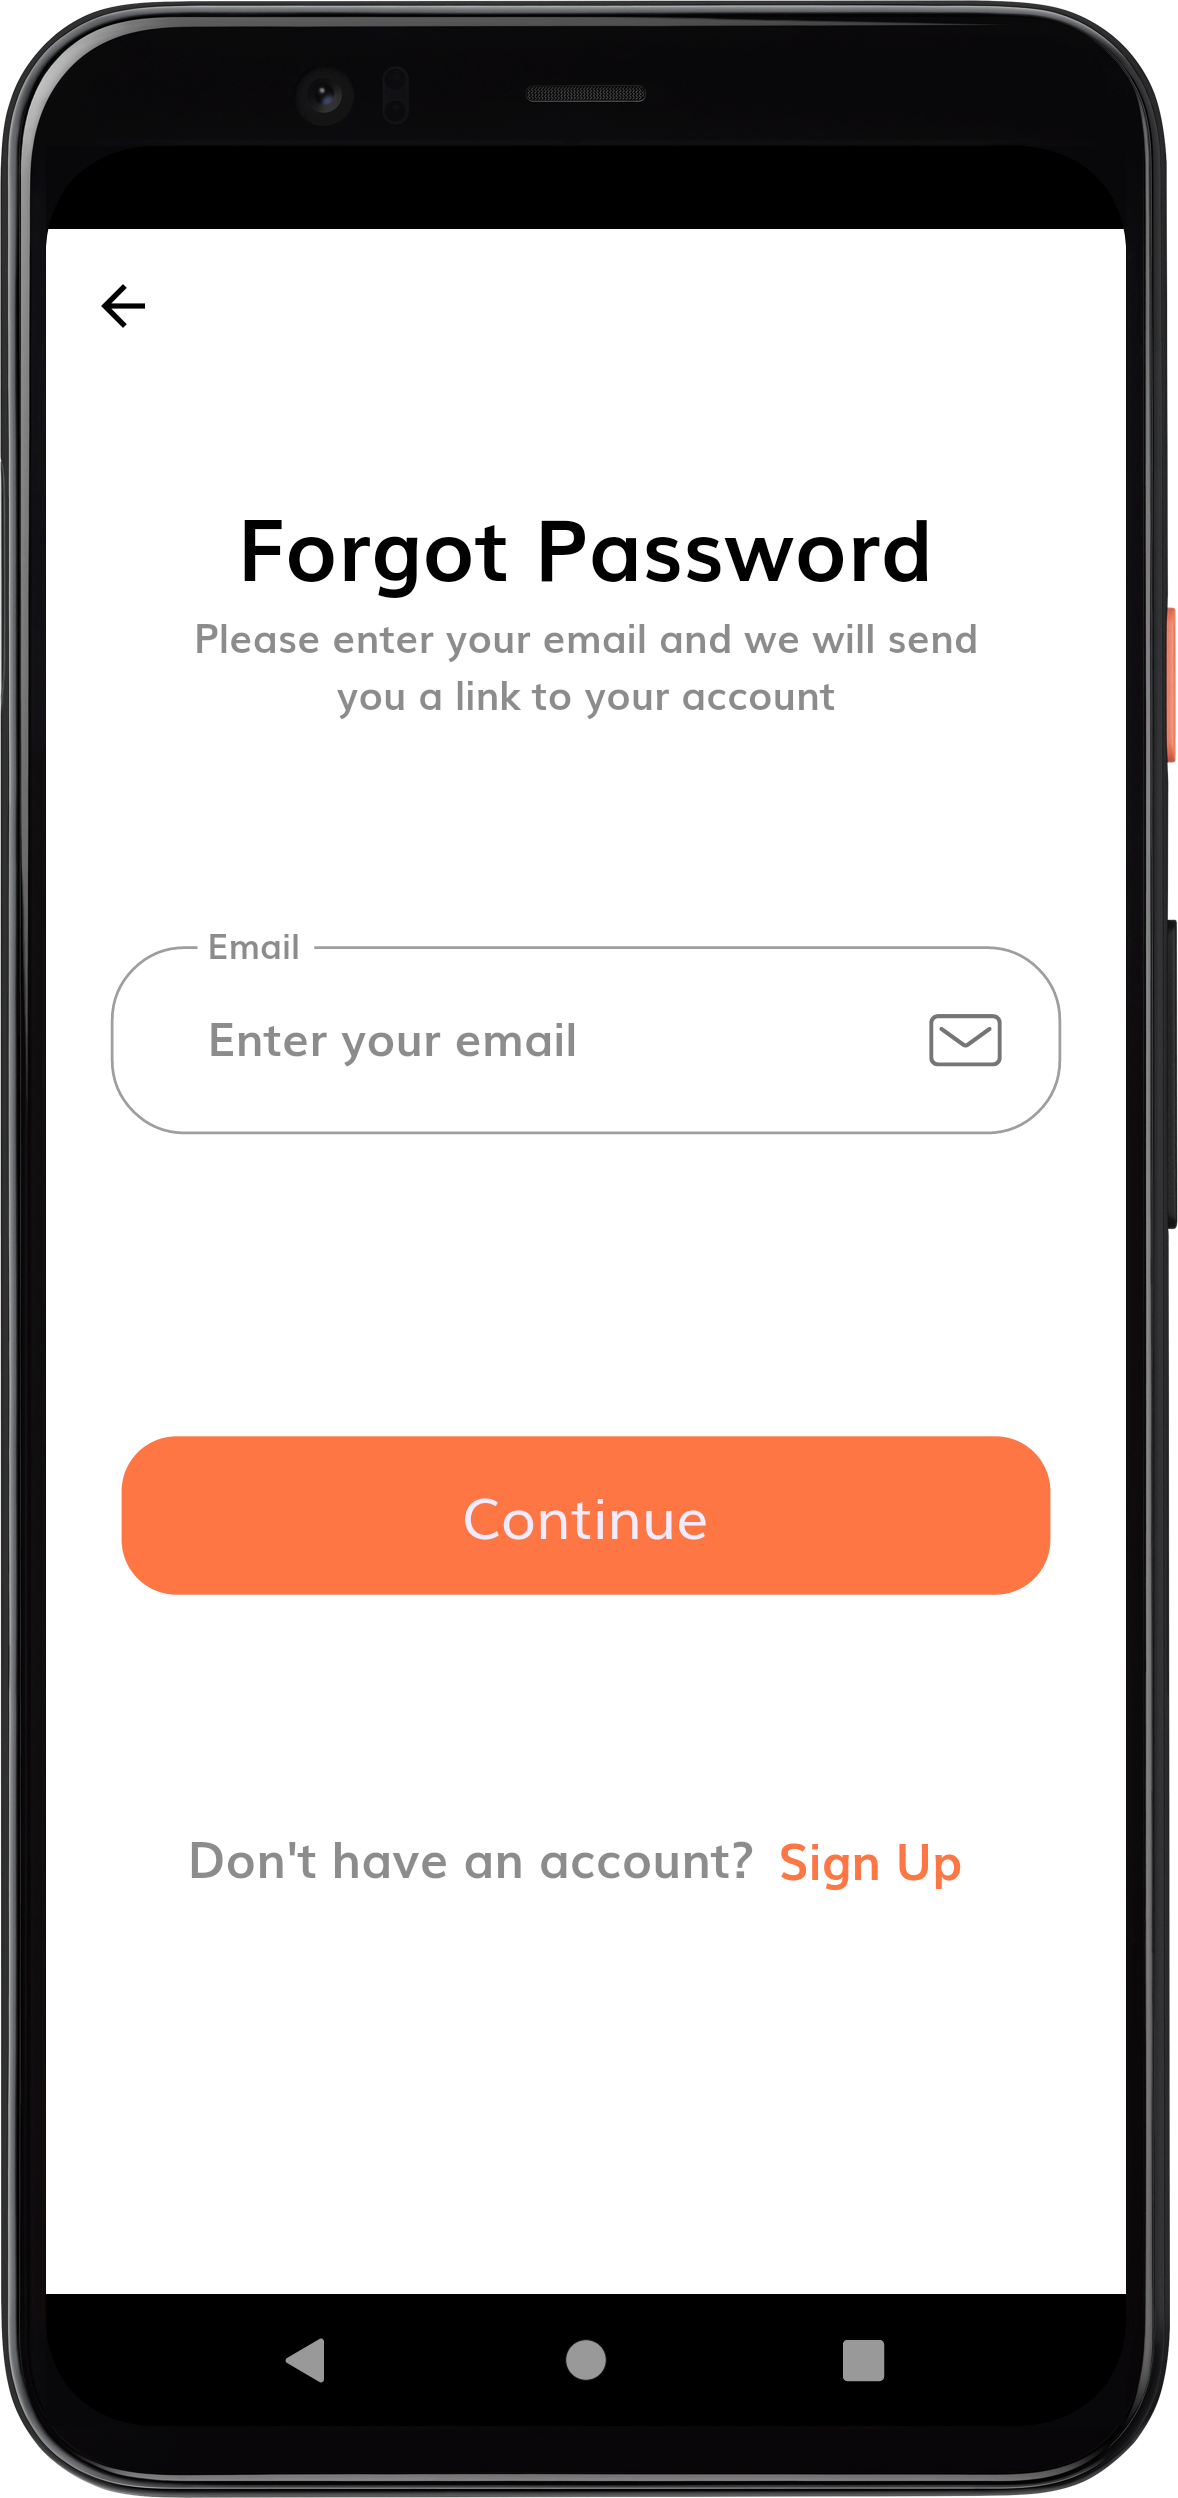 Forgot Password
Please enter your email and we will send
you a link to your account
Email
Enter your email
Continue
Don't have an account? Sign Up